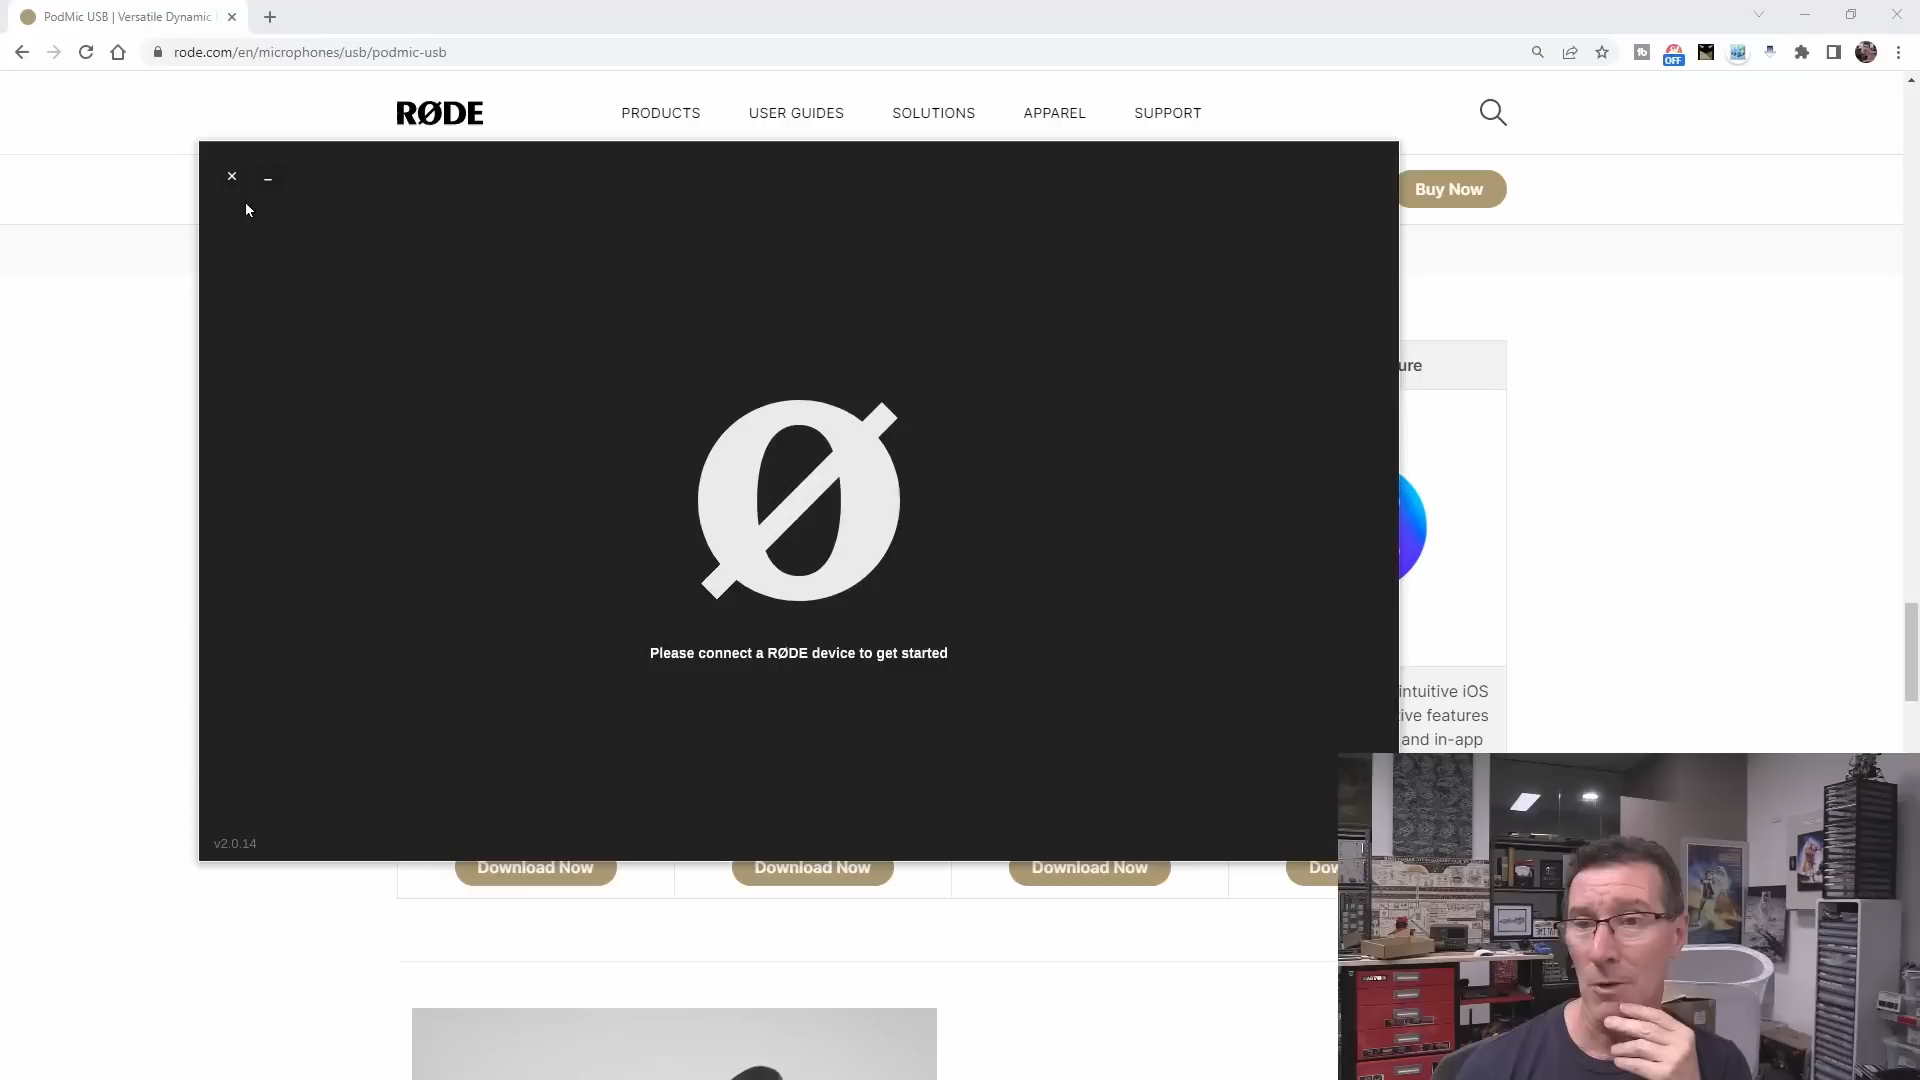 PodMic USB | Versatile Dynamic
rode.com/en/microphones/usb/podmic-usb
OFF
RØDE
PRODUCTS
USER GUIDES
SOLUTIONS
APPAREL
SUPPORT
Buy Now
ure
Ø
Please connect a RØDE device to get started
intuitive iOS
ive features
and in-app
v2.0.14
Download Now
Download Now
Download Now
Dow